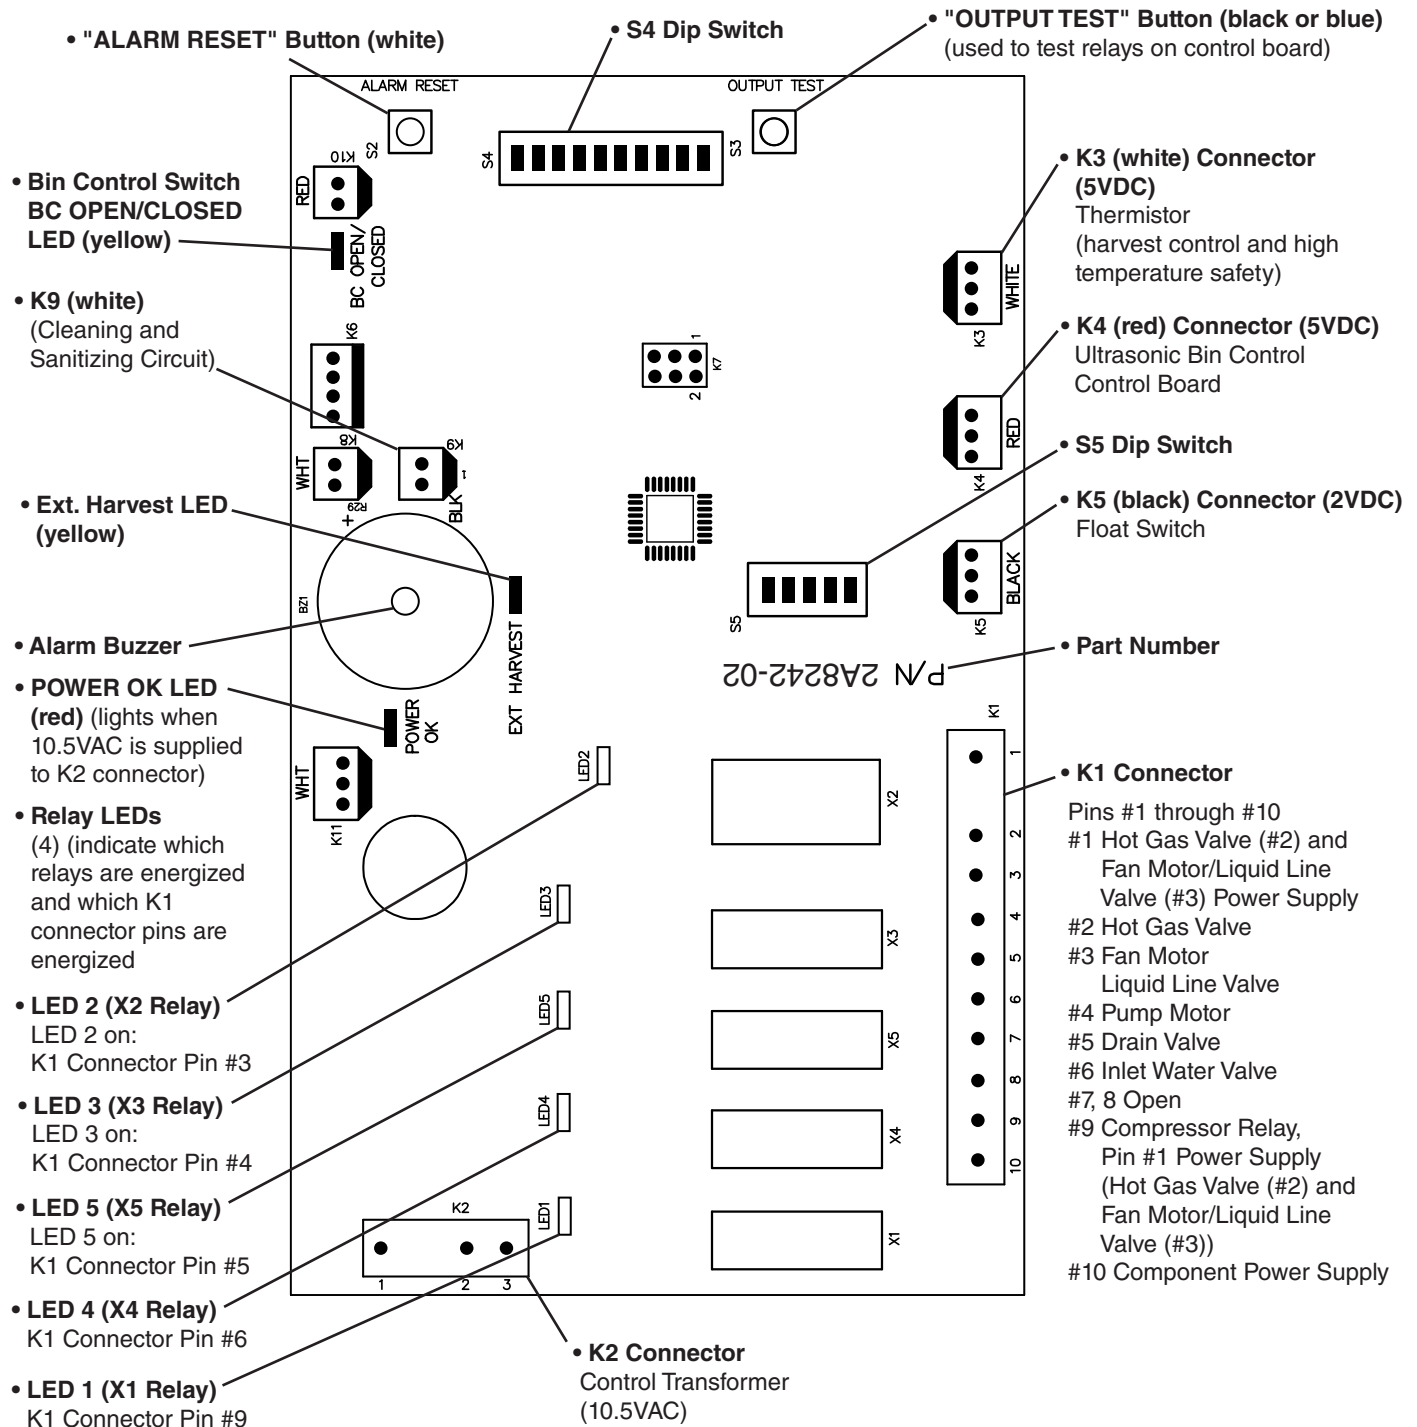 • "ALARM RESET" Button (white)
• S4 Dip Switch
• "OUTPUT TEST" Button (black or blue)
(used to test relays on control board)
ALARM RESET
OUTPUT TEST
S2
S4
S3
K10
RED
BC OPEN/
CLOSED
• Bin Control Switch
BC OPEN/CLOSED
LED (yellow)
• K9 (white)
(Cleaning and
Sanitizing Circuit)
• Ext. Harvest LED
(yellow)
• Alarm Buzzer
• POWER OK LED
(red) (lights when
10.5VAC is supplied
to K2 connector)
• Relay LEDs
(4) (indicate which
relays are energized
and which K1
connector pins are
energized
• LED 2 (X2 Relay)
LED 2 on:
K1 Connector Pin #3
• LED 3 (X3 Relay)
LED 3 on:
K1 Connector Pin #4
• LED 5 (X5 Relay)
LED 5 on:
K1 Connector Pin #5
• LED 4 (X4 Relay)
K1 Connector Pin #6
• LED 1 (X1 Relay)
K1 Connector Pin #9
K6
K8
WHT
R29
+
K9
1
BLK
BZ1
EXT HARVEST
POWER
OK
WHT
K11
K7
1
2
S5
P/N 2A8242-02
LED2
LED3
LED5
LED4
LED1
X2
X3
X5
X4
X1
K2
1 2 3
WHITE
K3
RED
K4
BLACK
K5
K1
1
2
3
4
5
6
7
8
9
10
• K3 (white) Connector
(5VDC)
Thermistor
(harvest control and high
temperature safety)
• K4 (red) Connector (5VDC)
Ultrasonic Bin Control
Control Board
• S5 Dip Switch
• K5 (black) Connector (2VDC)
Float Switch
• Part Number
• K1 Connector
Pins #1 through #10
#1 Hot Gas Valve (#2) and
Fan Motor/Liquid Line
Valve (#3) Power Supply
#2 Hot Gas Valve
#3 Fan Motor
Liquid Line Valve
#4 Pump Motor
#5 Drain Valve
#6 Inlet Water Valve
#7, 8 Open
#9 Compressor Relay,
Pin #1 Power Supply
(Hot Gas Valve (#2) and
Fan Motor/Liquid Line
Valve (#3))
#10 Component Power Supply
• K2 Connector
Control Transformer
(10.5VAC)